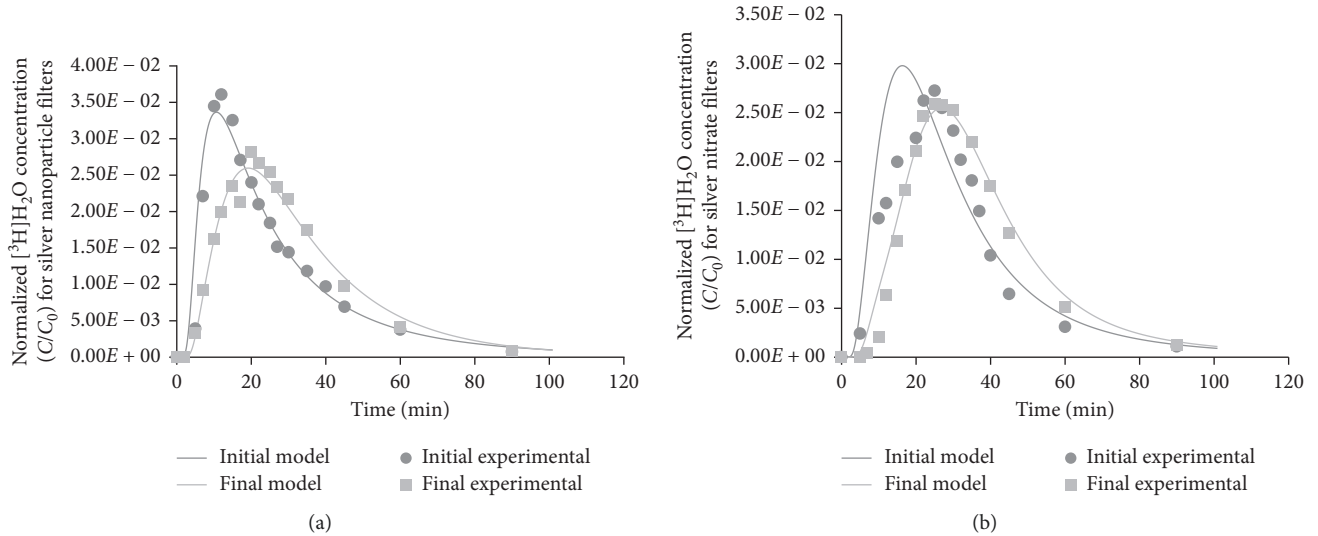 Normalized [³H]H₂O concentration
(C/C₀) for silver nanoparticle filters
4.00E − 02
3.50E − 02
3.00E − 02
2.50E − 02
2.00E − 02
1.50E − 02
1.00E − 02
5.00E − 03
0.00E + 00
0 20 40 60 80 100 120
Time (min)
Initial model
Initial experimental
Final model
Final experimental
(a)
Normalized [³H]H₂O concentration
(C/C₀) for silver nitrate filters
3.50E − 02
3.00E − 02
2.50E − 02
2.00E − 02
1.50E − 02
1.00E − 02
5.00E − 03
0.00E + 00
0 20 40 60 80 100 120
Time (min)
Initial model
Initial experimental
Final model
Final experimental
(b)